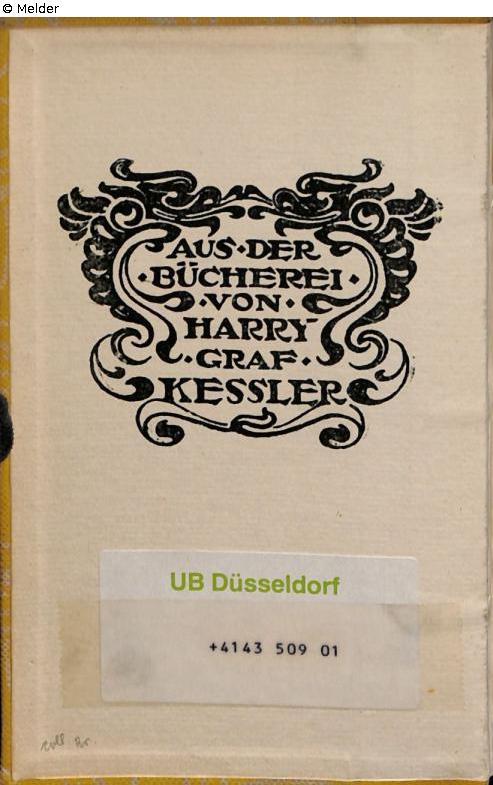 © Melder
AUS·DER
·BÜCHEREI·
·VON·
HARRY
·GRAF·
KESSLER
UB Düsseldorf
+4143 509 01